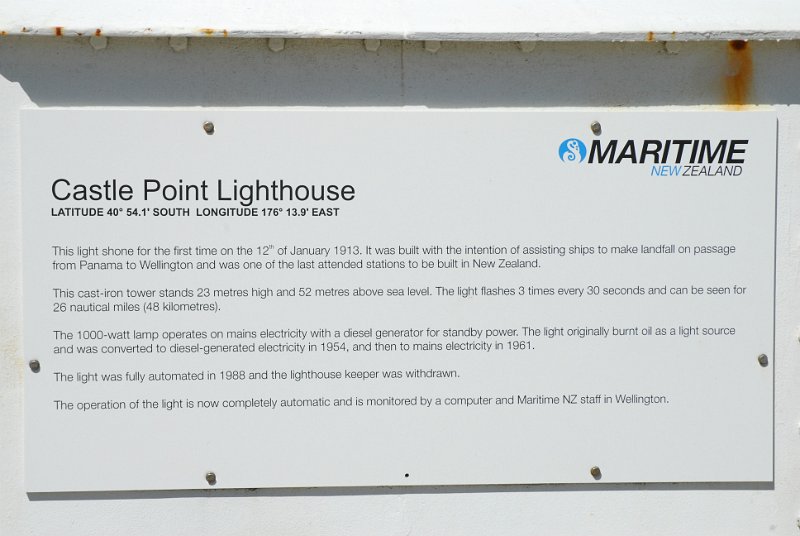 MARITIME
NEW ZEALAND
Castle Point Lighthouse
LATITUDE 40° 54.1' SOUTH LONGITUDE 176° 13.9' EAST
This light shone for the first time on the 12th of January 1913. It was built with the intention of assisting ships to make landfall on passage
from Panama to Wellington and was one of the last attended stations to be built in New Zealand.
This cast-iron tower stands 23 metres high and 52 metres above sea level. The light flashes 3 times every 30 seconds and can be seen for
26 nautical miles (48 kilometres).
The 1000-watt lamp operates on mains electricity with a diesel generator for standby power. The light originally burnt oil as a light source
and was converted to diesel-generated electricity in 1954, and then to mains electricity in 1961.
The light was fully automated in 1988 and the lighthouse keeper was withdrawn.
The operation of the light is now completely automatic and is monitored by a computer and Maritime NZ staff in Wellington.